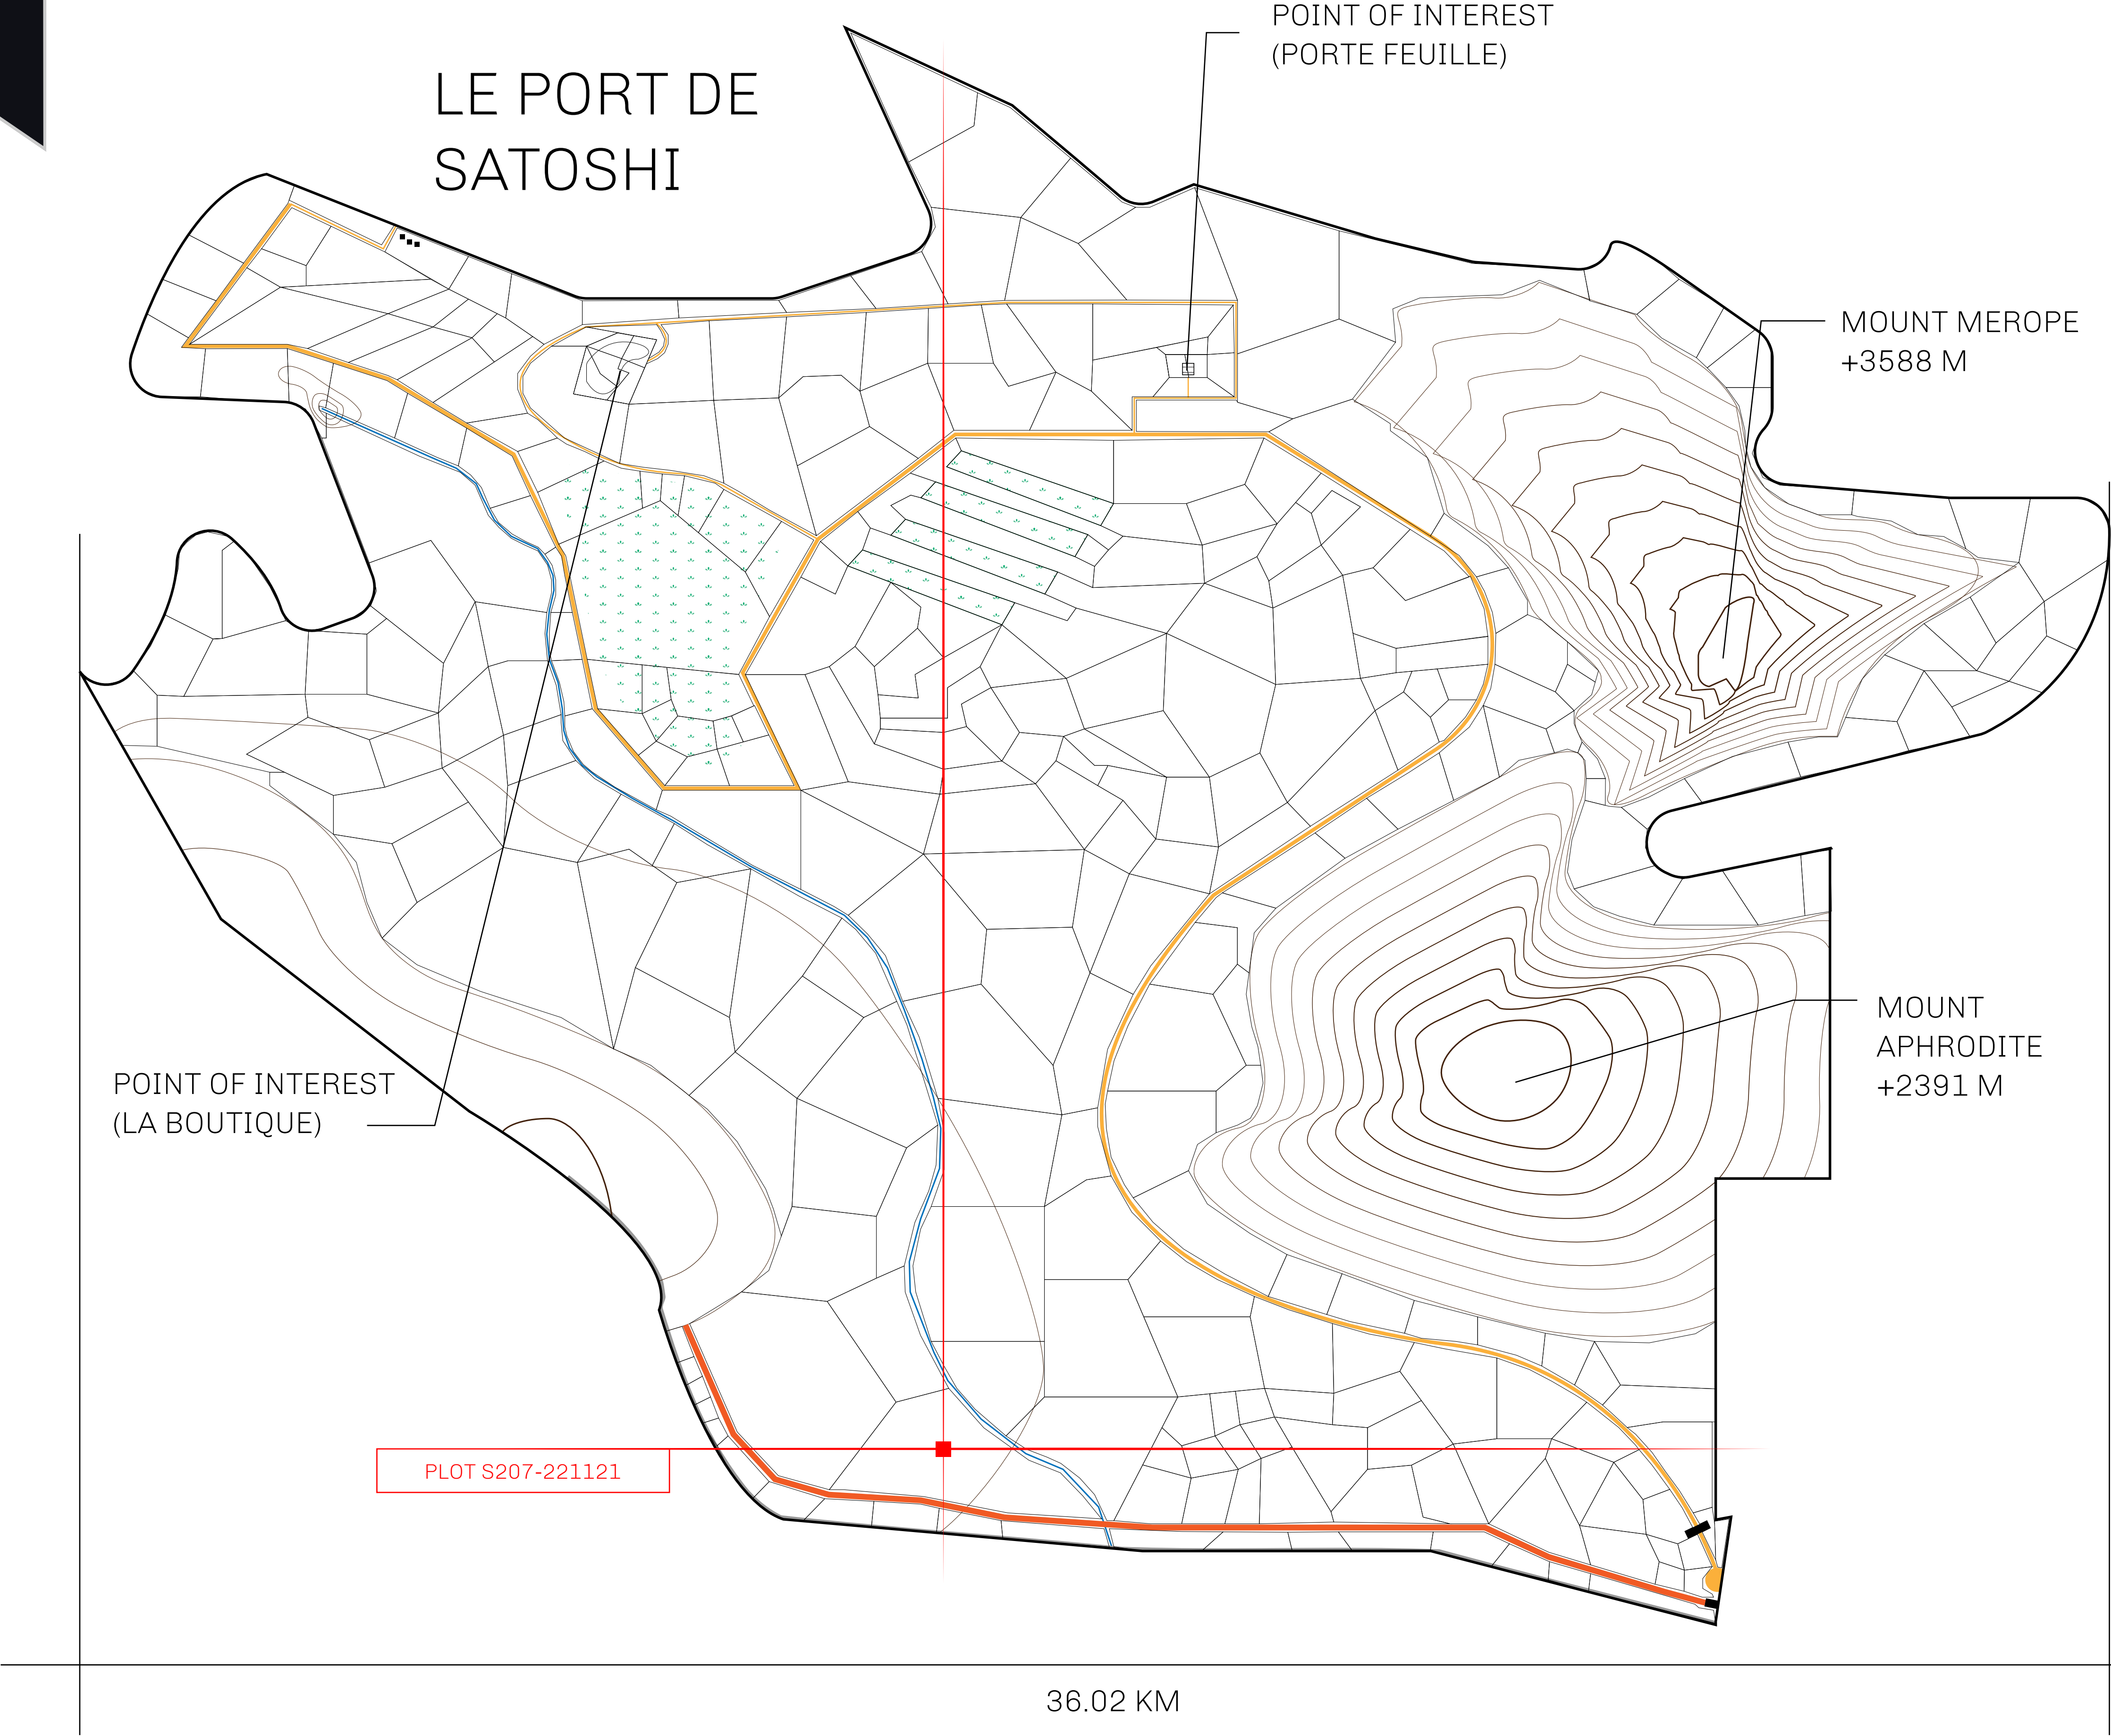 POINT OF INTEREST
(PORTE FEUILLE)
LE PORT DE
SATOSHI
MOUNT MEROPE
+3588 M
MOUNT
APHRODITE
+2391 M
POINT OF INTEREST
(LA BOUTIQUE)
PLOT S207-221121
36.02 KM